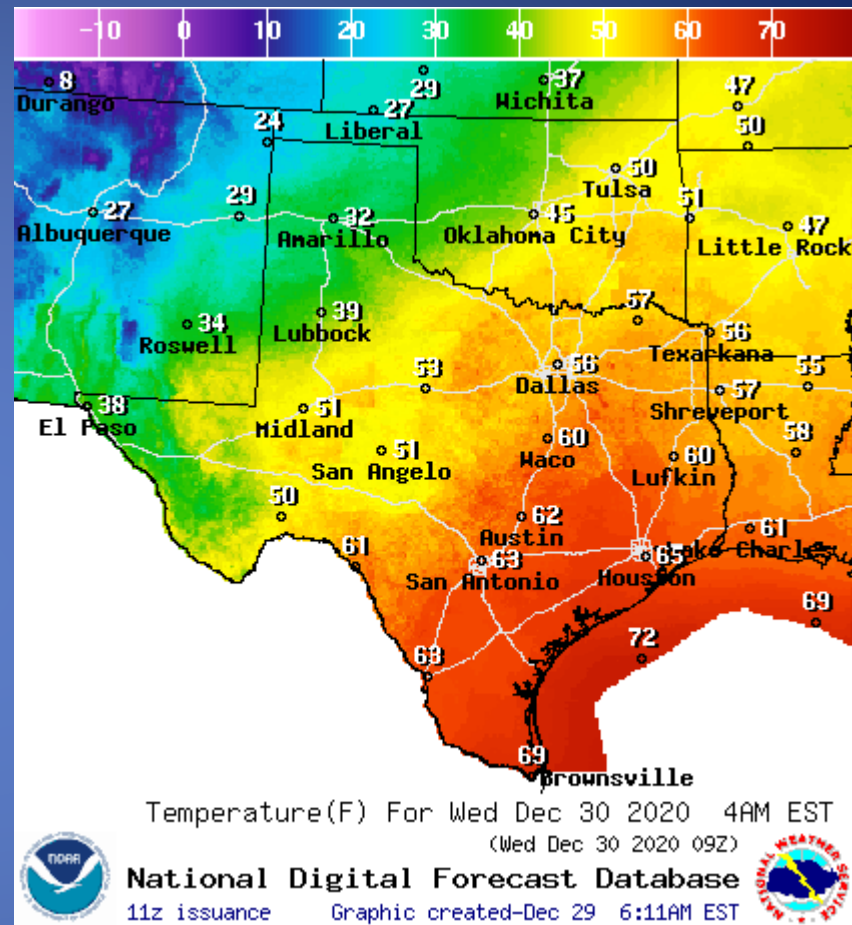 -10 0 10 20 30 40 50 60 70
8
Durango
29
37
Wichita
47
27
Liberal
24
50
50
Tulsa
27
Albuquerque
29
32
Amarillo
45
Oklahoma City
51
47
Little Rock
34
Roswell
39
Lubbock
57
56
Texarkana
56
Dallas
53
57
Shreveport
55
38
El Paso
51
Midland
51
San Angelo
60
Waco
60
Lufkin
58
50
62
Austin
61
Lake Charles
61
63
San Antonio
65
Houston
69
72
63
69
Brownsville
Temperature(F) For Wed Dec 30 2020 4AM EST
(Wed Dec 30 2020 09Z)
National Digital Forecast Database
11z issuance Graphic created-Dec 29 6:11AM EST
NOAA
NATIONAL WEATHER SERVICE